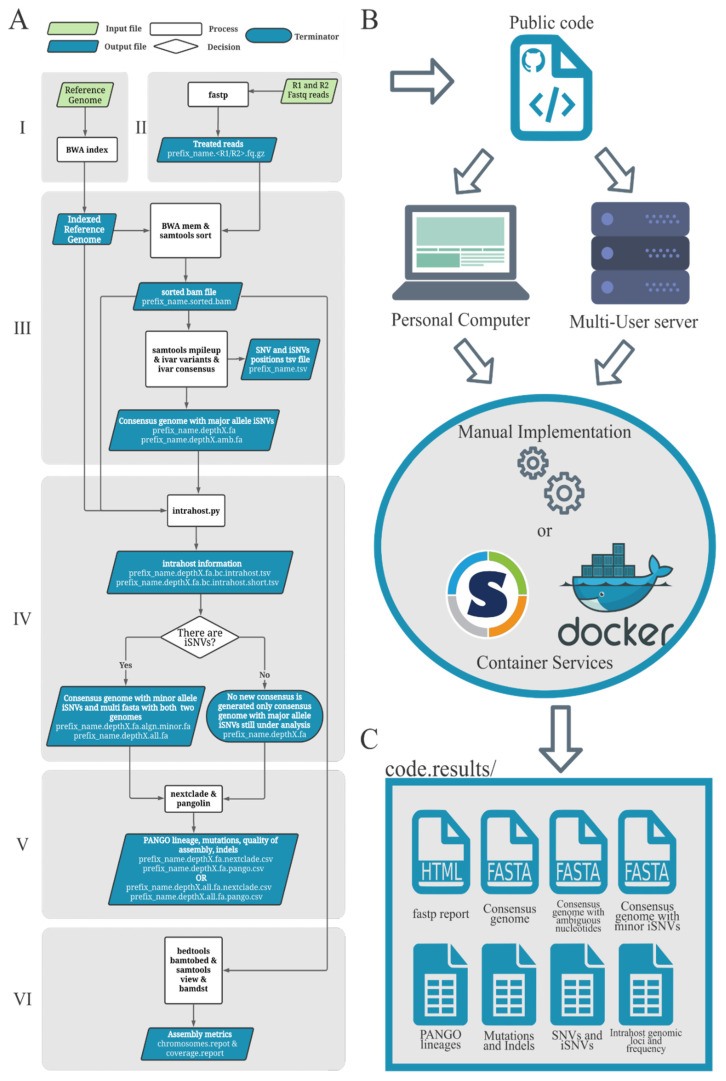 A
Input file
Output file
Process
Decision
Terminator
I
Reference
Genome
BWA index
II
fastp
R1 and R2
Fastq reads
Treated reads
prefix_name.<R1/R2>.fq.gz
III
Indexed
Reference
Genome
BWA mem &
samtools sort
sorted bam file
prefix_name.sorted.bam
samtools mpileup
& ivar variants &
ivar consensus
SNV and iSNVs
positions tsv file
prefix_name.tsv
Consensus genome with major allele iSNVs
prefix_name.depthX.fa
prefix_name.depthX.amb.fa
IV
intrahost.py
intrahost information
prefix_name.depthX.fa.bc.intrahost.tsv
prefix_name.depthX.fa.bc.intrahost.short.tsv
There are
iSNVs?
Yes
No
Consensus genome with minor allele
iSNVs and multi fasta with both two
genomes
prefix_name.depthX.fa.algn.minor.fa
prefix_name.depthX.all.fa
No new consensus is
generated only consensus
genome with major allele
iSNVs still under analysis
prefix_name.depthX.fa
V
nextclade &
pangolin
PANGO lineage, mutations, quality of
assembly, indels
prefix_name.depthX.fa.nextclade.csv
prefix_name.depthX.fa.pango.csv
OR
prefix_name.depthX.all.fa.nextclade.csv
prefix_name.depthX.all.fa.pango.csv
VI
bedtools
bamtobed &
samtools
view &
bamdst
Assembly metrics
chromosomes.repot &
coverage.report
B
Public code
</>
Personal Computer
Multi-User server
Manual Implementation
or
S
docker
Container Services
C
code.results/
HTML
fastp report
FASTA
Consensus
genome
FASTA
Consensus
genome with
ambiguous
nucleotides
FASTA
Consensus
genome with
minor iSNVs
PANGO
lineages
Mutations
and Indels
SNVs and
iSNVs
Intrahost genomic
loci and
frequency